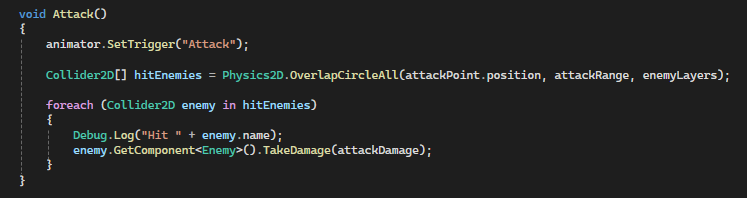 void Attack()
{
    animator.SetTrigger("Attack");

    Collider2D[] hitEnemies = Physics2D.OverlapCircleAll(attackPoint.position, attackRange, enemyLayers);

    foreach (Collider2D enemy in hitEnemies)
    {
        Debug.Log("Hit " + enemy.name);
        enemy.GetComponent<Enemy>().TakeDamage(attackDamage);
    }
}